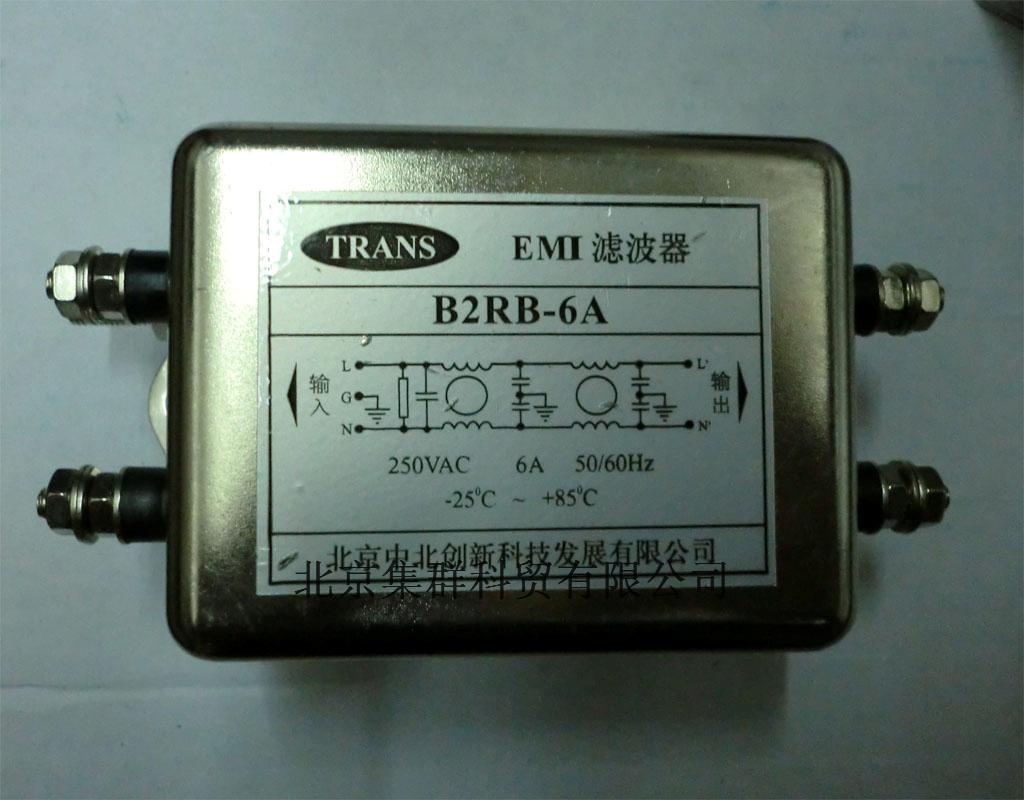 TRANS EMI 滤波器
B2RB-6A
L L'
输入 G 输出
N N'
250VAC 6A 50/60Hz
-25⁰C ~ +85⁰C
北京中北创新科技发展有限公司
北京集群科贸有限公司